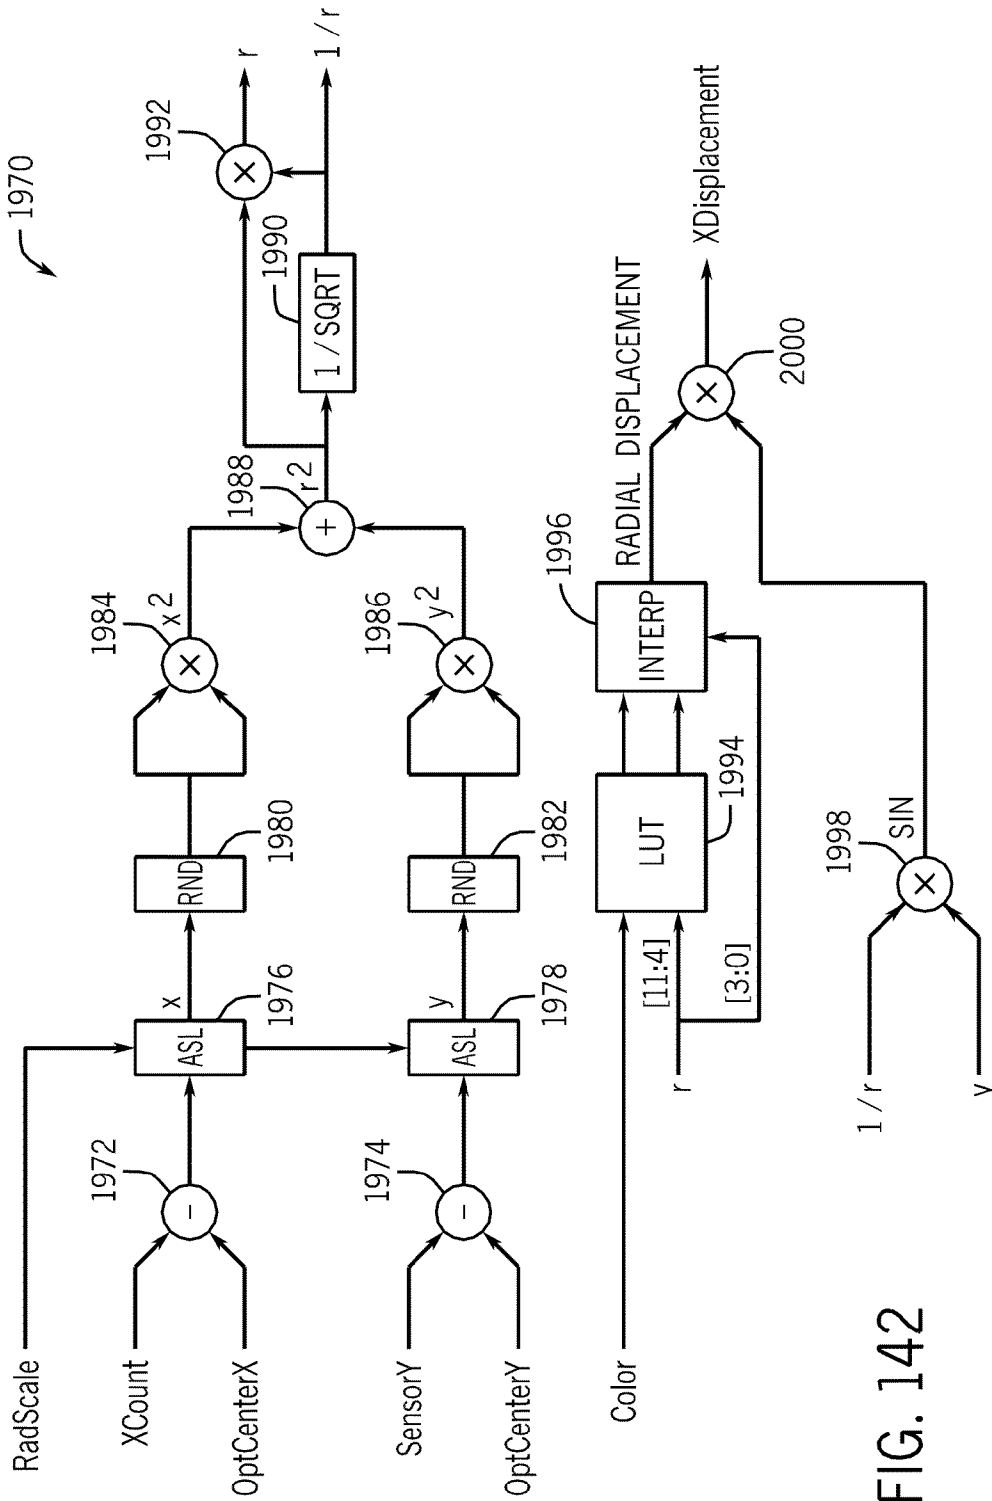 1970
RadScale
XCount
OptCenterX
1972
-
ASL
1976
x
RND
1980
1984
×
x2
SensorY
OptCenterY
1974
-
ASL
1978
y
RND
1982
1986
×
y2
1988
+
r2
1/SQRT
1990
1992
×
r
1/r
Color
r
[11:4]
[3:0]
LUT
1994
INTERP
1996
RADIAL DISPLACEMENT
×
2000
XDisplacement
1/r
y
1998
×
SIN
FIG. 142